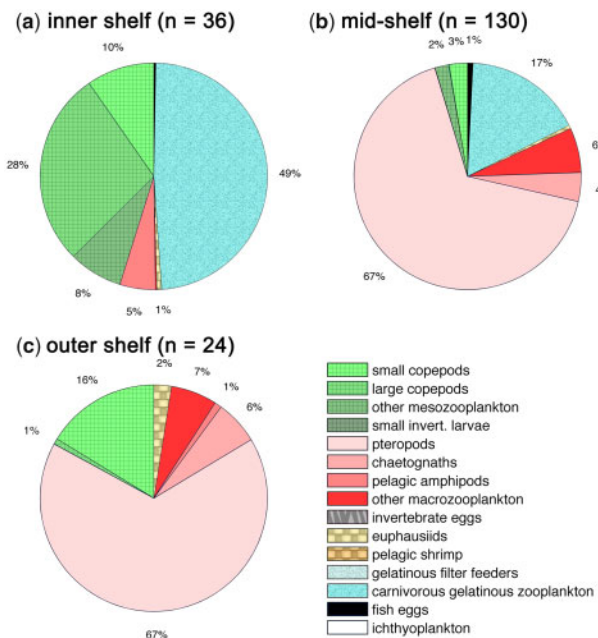 (a) inner shelf (n = 36)
10%
28%
49%
8%
5%
1%
(b) mid-shelf (n = 130)
2%
3%
1%
17%
6
4
67%
(c) outer shelf (n = 24)
2%
7%
1%
6%
16%
1%
67%
small copepods
large copepods
other mesozooplankton
small invert. larvae
pteropods
chaetognaths
pelagic amphipods
other macrozooplankton
invertebrate eggs
euphausiids
pelagic shrimp
gelatinous filter feeders
carnivorous gelatinous zooplankton
fish eggs
ichthyoplankton